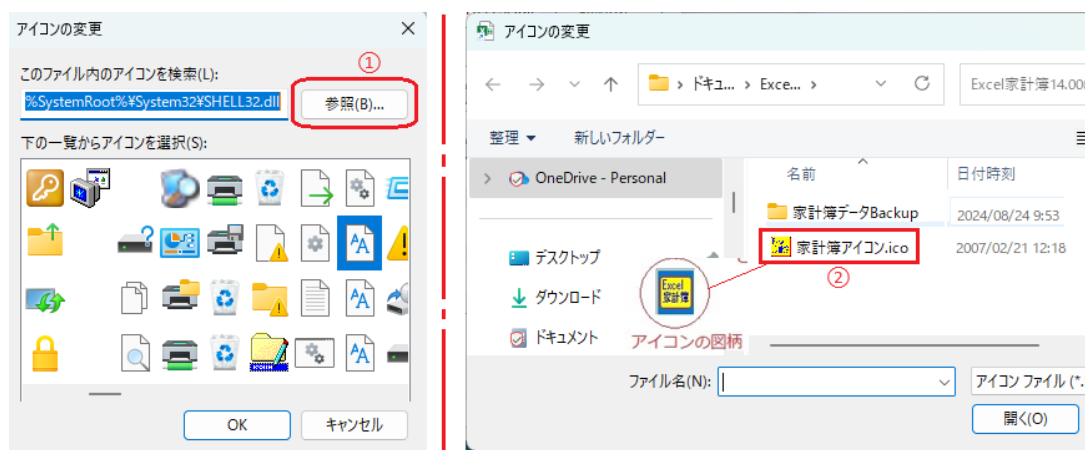 アイコンの変更
このファイル内のアイコンを検索(L):
①
%SystemRoot%¥System32¥SHELL32.dll
参照(B)...
下の一覧からアイコンを選択(S):
OK
キャンセル
アイコンの変更
ドキュ... › Exce... ›
Excel家計簿14.00
整理
新しいフォルダー
OneDrive - Personal
名前
日付時刻
家計簿データBackup
2024/08/24 9:53
家計簿アイコン.ico
2007/02/21 12:18
②
デスクトップ
ダウンロード
ドキュメント
Excel
家計簿
アイコンの図柄
ファイル名(N):
アイコン ファイル (*.
開く(O)